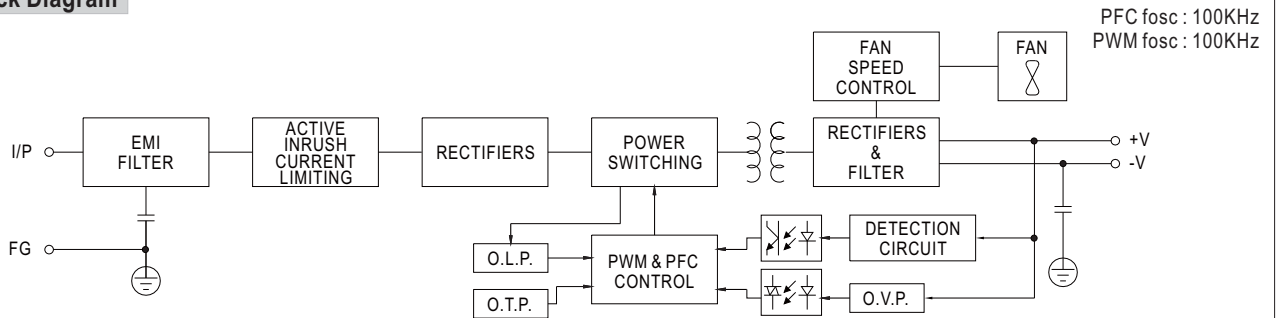 ck Diagram
PFC fosc : 100KHz
PWM fosc : 100KHz
FAN
SPEED
CONTROL
FAN
I/P
EMI
FILTER
ACTIVE
INRUSH
CURRENT
LIMITING
RECTIFIERS
POWER
SWITCHING
RECTIFIERS
&
FILTER
+V
-V
FG
O.L.P.
PWM & PFC
CONTROL
DETECTION
CIRCUIT
O.T.P.
O.V.P.